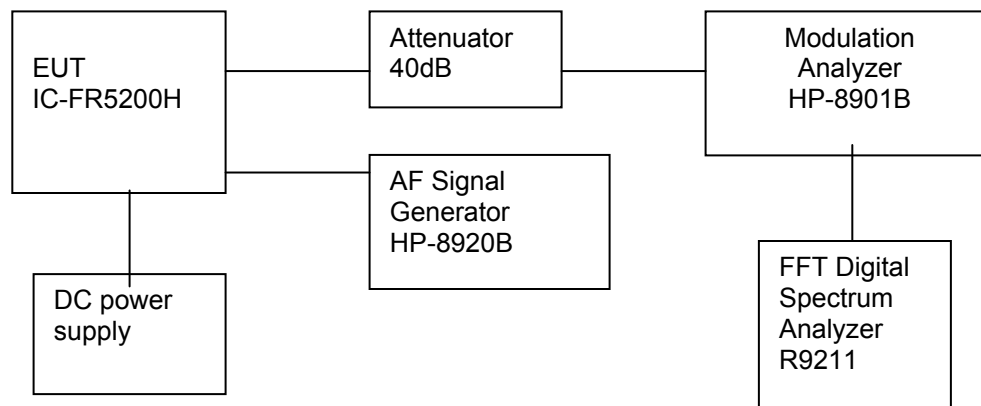 EUT
IC-FR5200H
Attenuator
40dB
Modulation
Analyzer
HP-8901B
AF Signal
Generator
HP-8920B
DC power
supply
FFT Digital
Spectrum
Analyzer
R9211